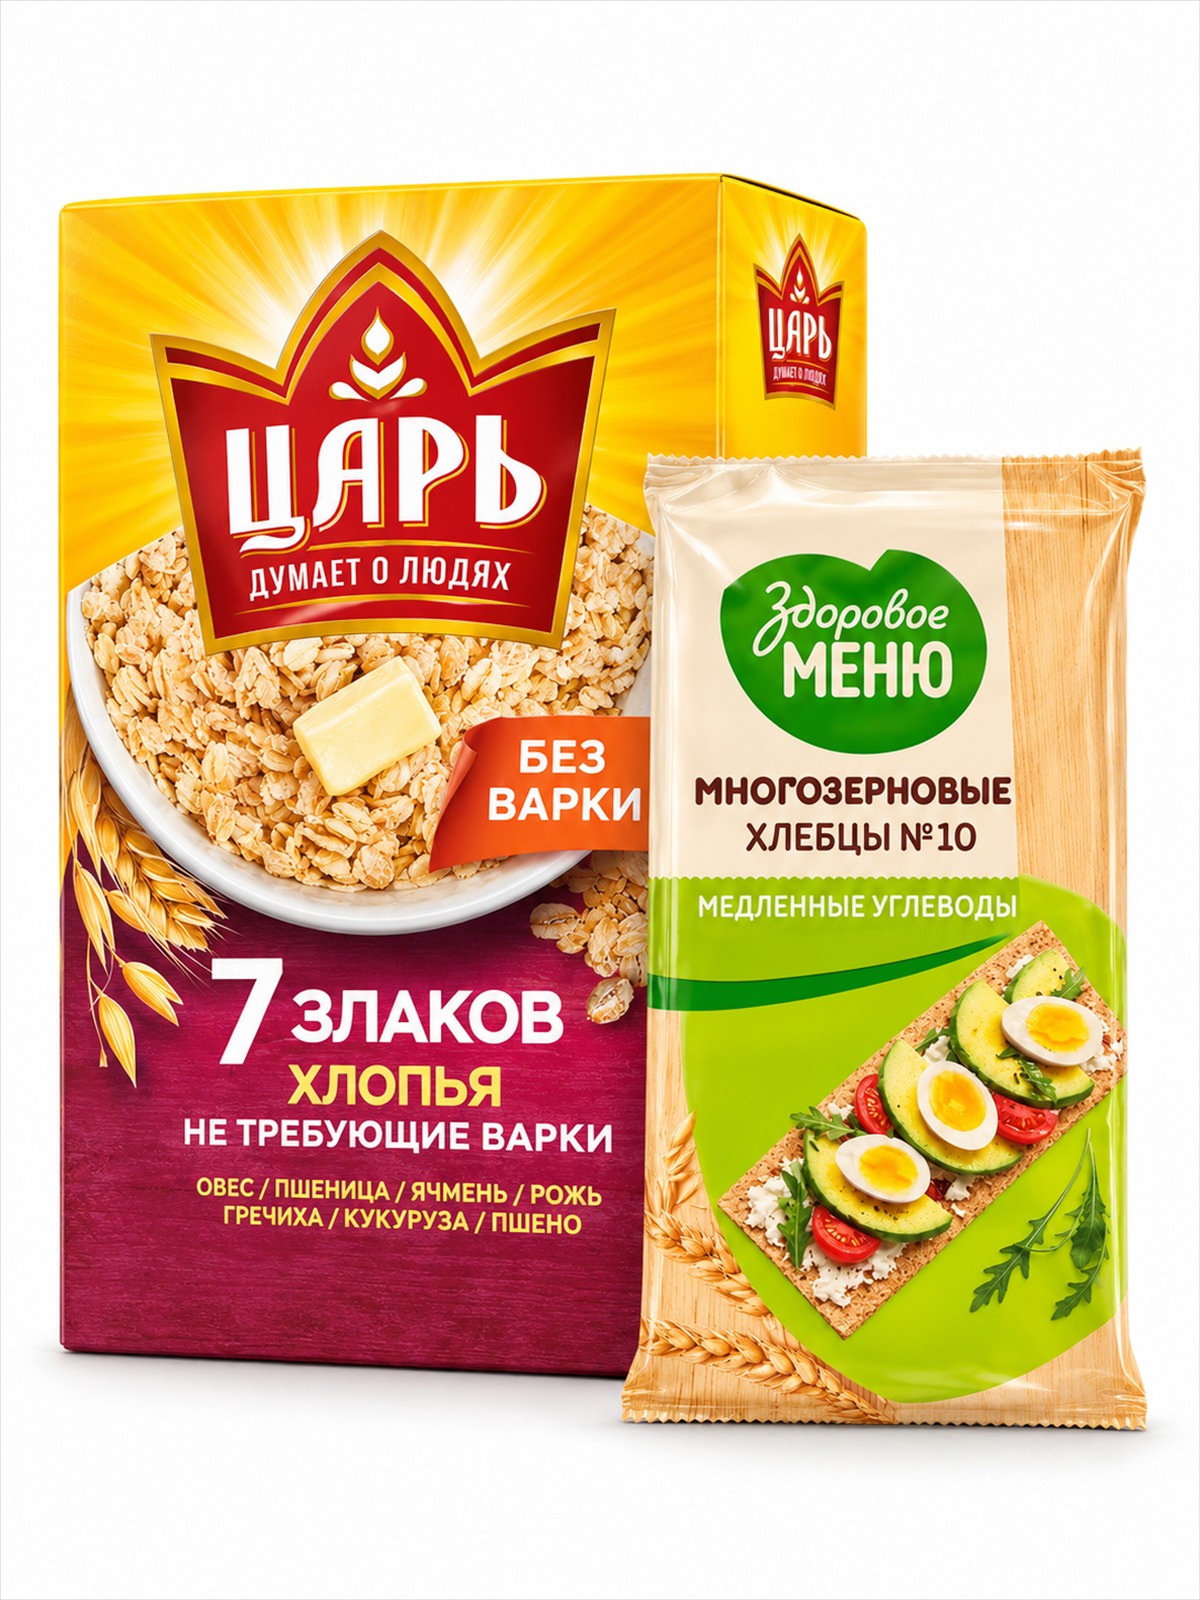 ЦАРЬ
ДУМАЕТ О ЛЮДЯХ
БЕЗ
ВАРКИ
7 ЗЛАКОВ
ХЛОПЬЯ
НЕ ТРЕБУЮЩИЕ ВАРКИ
ОВЕС / ПШЕНИЦА / ЯЧМЕНЬ / РОЖЬ
ГРЕЧИХА / КУКУРУЗА / ПШЕНО
ЦАРЬ
ДУМАЕТ О ЛЮДЯХ
Здоровое
МЕНЮ
МНОГОЗЕРНОВЫЕ
ХЛЕБЦЫ №10
МЕДЛЕННЫЕ УГЛЕВОДЫ